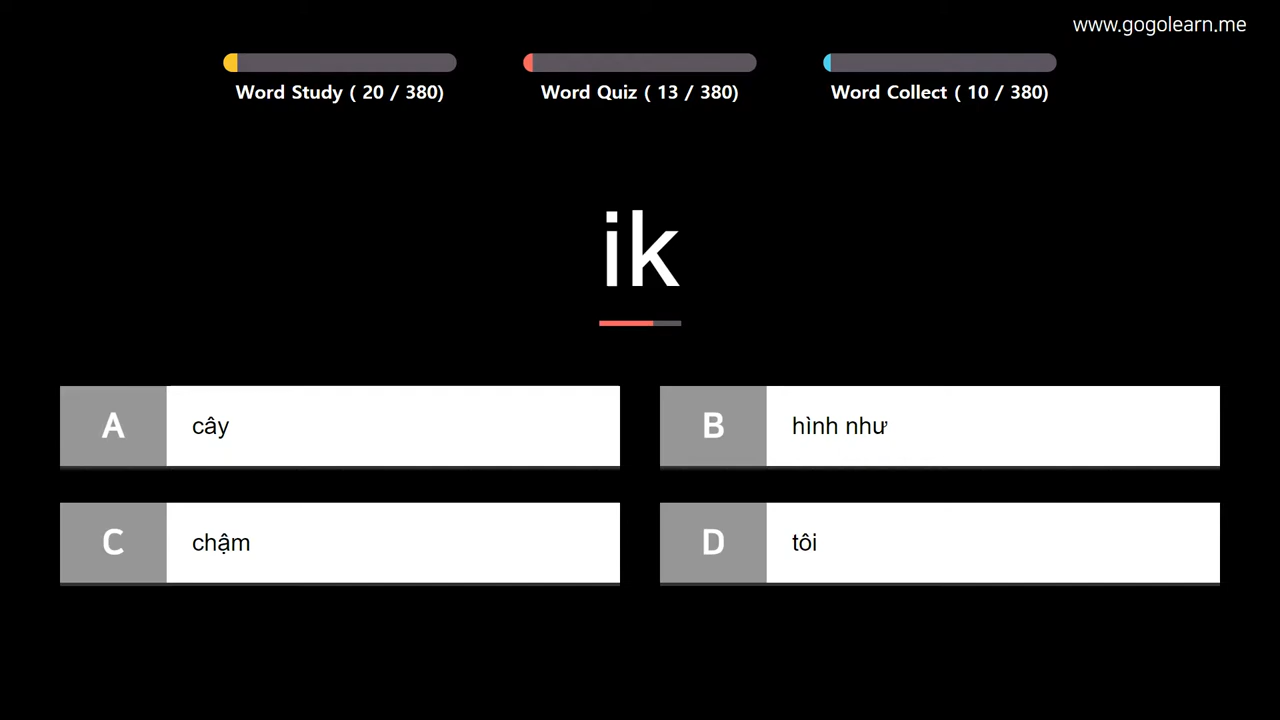 www.gogolearn.me
Word Study ( 20 / 380)
Word Quiz ( 13 / 380)
Word Collect ( 10 / 380)
ik
A cây
B hình như
C chậm
D tôi